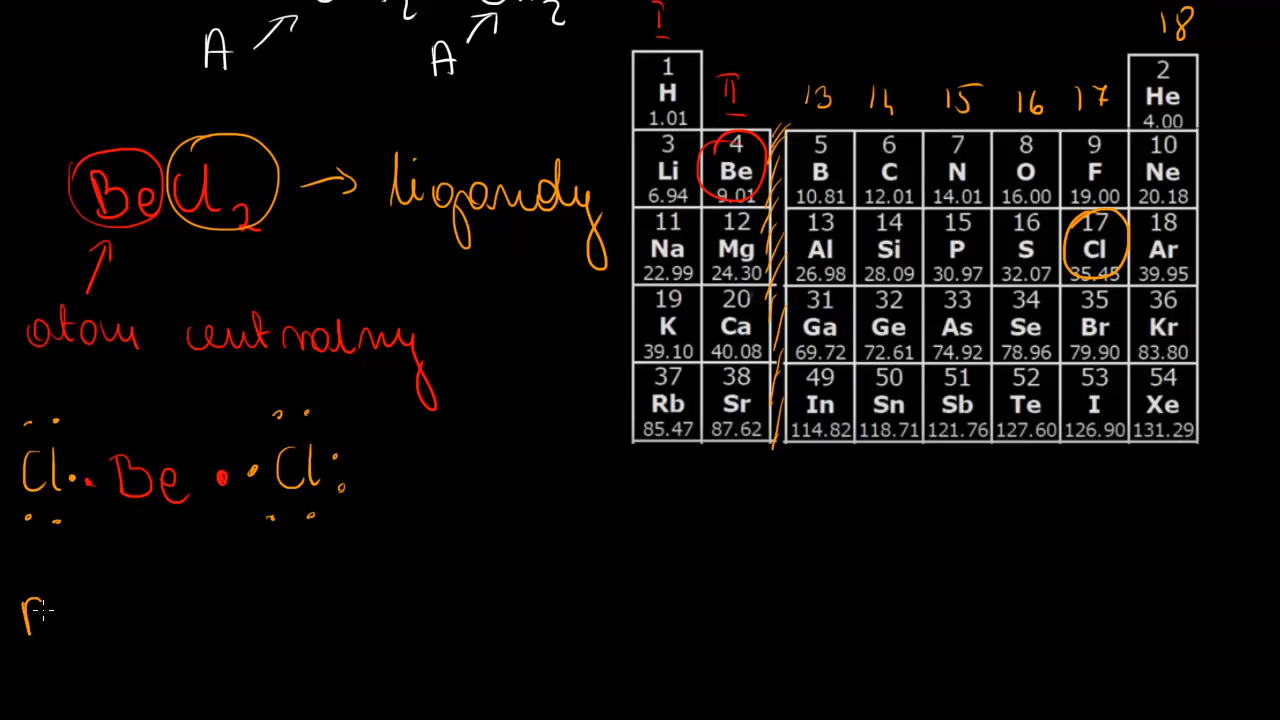 I 18
A A
II 13 14 15 16 17
BeCl2 → ligandy
atom centralny
Cl · · Be · · Cl
1 H 1.01 2 He 4.00
3 Li 6.94 4 Be 9.01 5 B 10.81 6 C 12.01 7 N 14.01 8 O 16.00 9 F 19.00 10 Ne 20.18
11 Na 22.99 12 Mg 24.30 13 Al 26.98 14 Si 28.09 15 P 30.97 16 S 32.07 17 Cl 35.45 18 Ar 39.95
19 K 39.10 20 Ca 40.08 31 Ga 69.72 32 Ge 72.61 33 As 74.92 34 Se 78.96 35 Br 79.90 36 Kr 83.80
37 Rb 85.47 38 Sr 87.62 49 In 114.82 50 Sn 118.71 51 Sb 121.76 52 Te 127.60 53 I 126.90 54 Xe 131.29